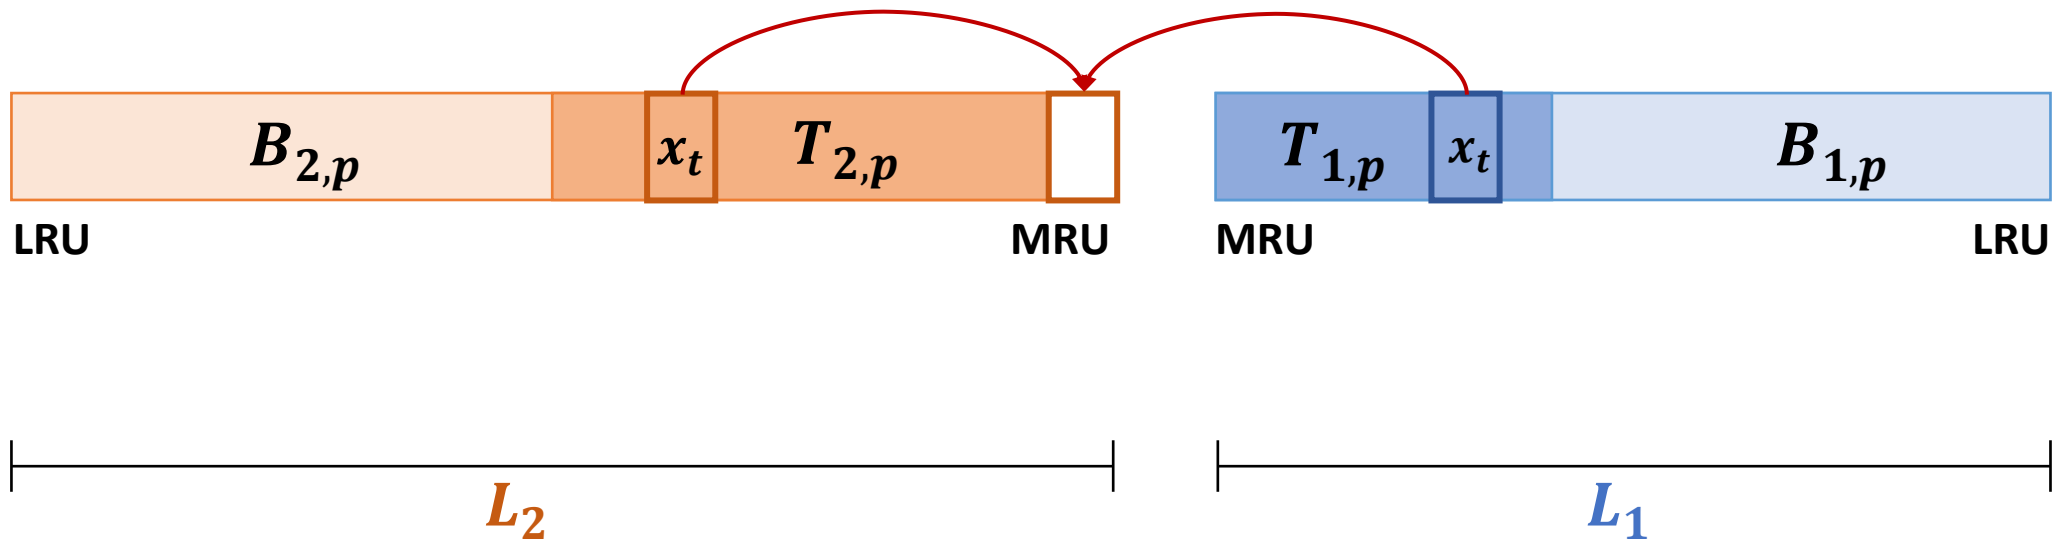 B2,p xt T2,p T1,p xt B1,p
LRU MRU MRU LRU
L2 L1